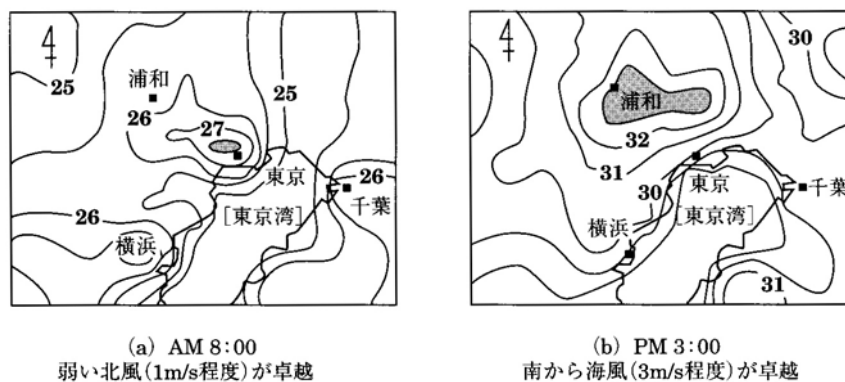 25
浦和
26
27
25
東京
26
千葉
[東京湾]
26
横浜
(a) AM 8:00
弱い北風(1m/s程度)が卓越
30
浦和
32
31
30
東京
千葉
[東京湾]
横浜
31
(b) PM 3:00
南から海風(3m/s程度)が卓越